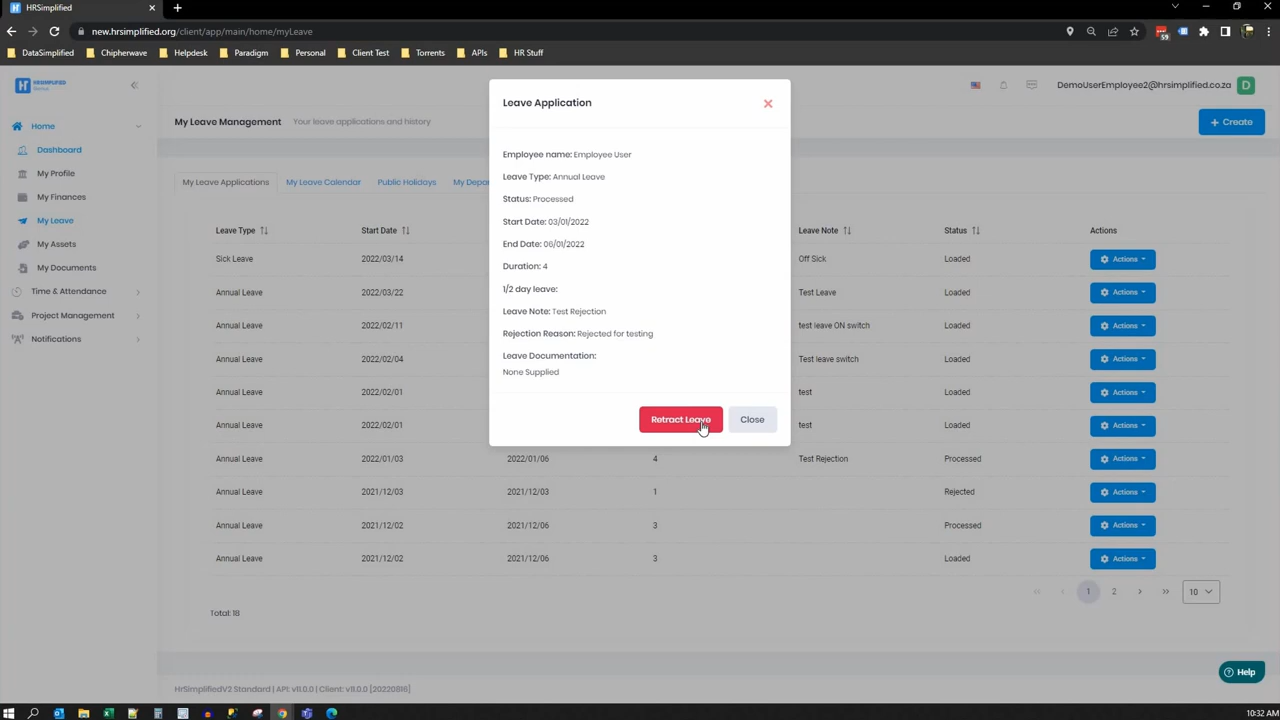 HRSimplified
new.hrsimplified.org/client/app/main/home/myLeave
59
DataSimplified Chipherwave Helpdesk Paradigm Personal Client Test Torrents APIs HR Stuff
HRSIMPLIFIED
DemoUserEmployee2@hrsimplified.co.za D
Home
Dashboard
My Profile
My Finances
My Leave
My Assets
My Documents
Time & Attendance
Project Management
Notifications
My Leave Management Your leave applications and history + Create
My Leave Applications My Leave Calendar Public Holidays My Depar
Leave Type Start Date Leave Note Status Actions
Sick Leave 2022/03/14 Off Sick Loaded Actions
Annual Leave 2022/03/22 Test Leave Loaded Actions
Annual Leave 2022/02/11 test leave ON switch Loaded Actions
Annual Leave 2022/02/04 Test leave switch Loaded Actions
Annual Leave 2022/02/01 test Loaded Actions
Annual Leave 2022/02/01 test Loaded Actions
Annual Leave 2022/01/03 2022/01/06 4 Test Rejection Processed Actions
Annual Leave 2021/12/03 2021/12/03 1 Rejected Actions
Annual Leave 2021/12/02 2021/12/06 3 Processed Actions
Annual Leave 2021/12/02 2021/12/06 3 Loaded Actions
1 2 10
Total: 18
Leave Application
Employee name: Employee User
Leave Type: Annual Leave
Status: Processed
Start Date: 03/01/2022
End Date: 06/01/2022
Duration: 4
1/2 day leave:
Leave Note: Test Rejection
Rejection Reason: Rejected for testing
Leave Documentation:
None Supplied
Retract Leave Close
Help
HrSimplifiedV2 Standard | API: v11.0.0 | Client: v11.0.0 [20220816]
10:32 AM